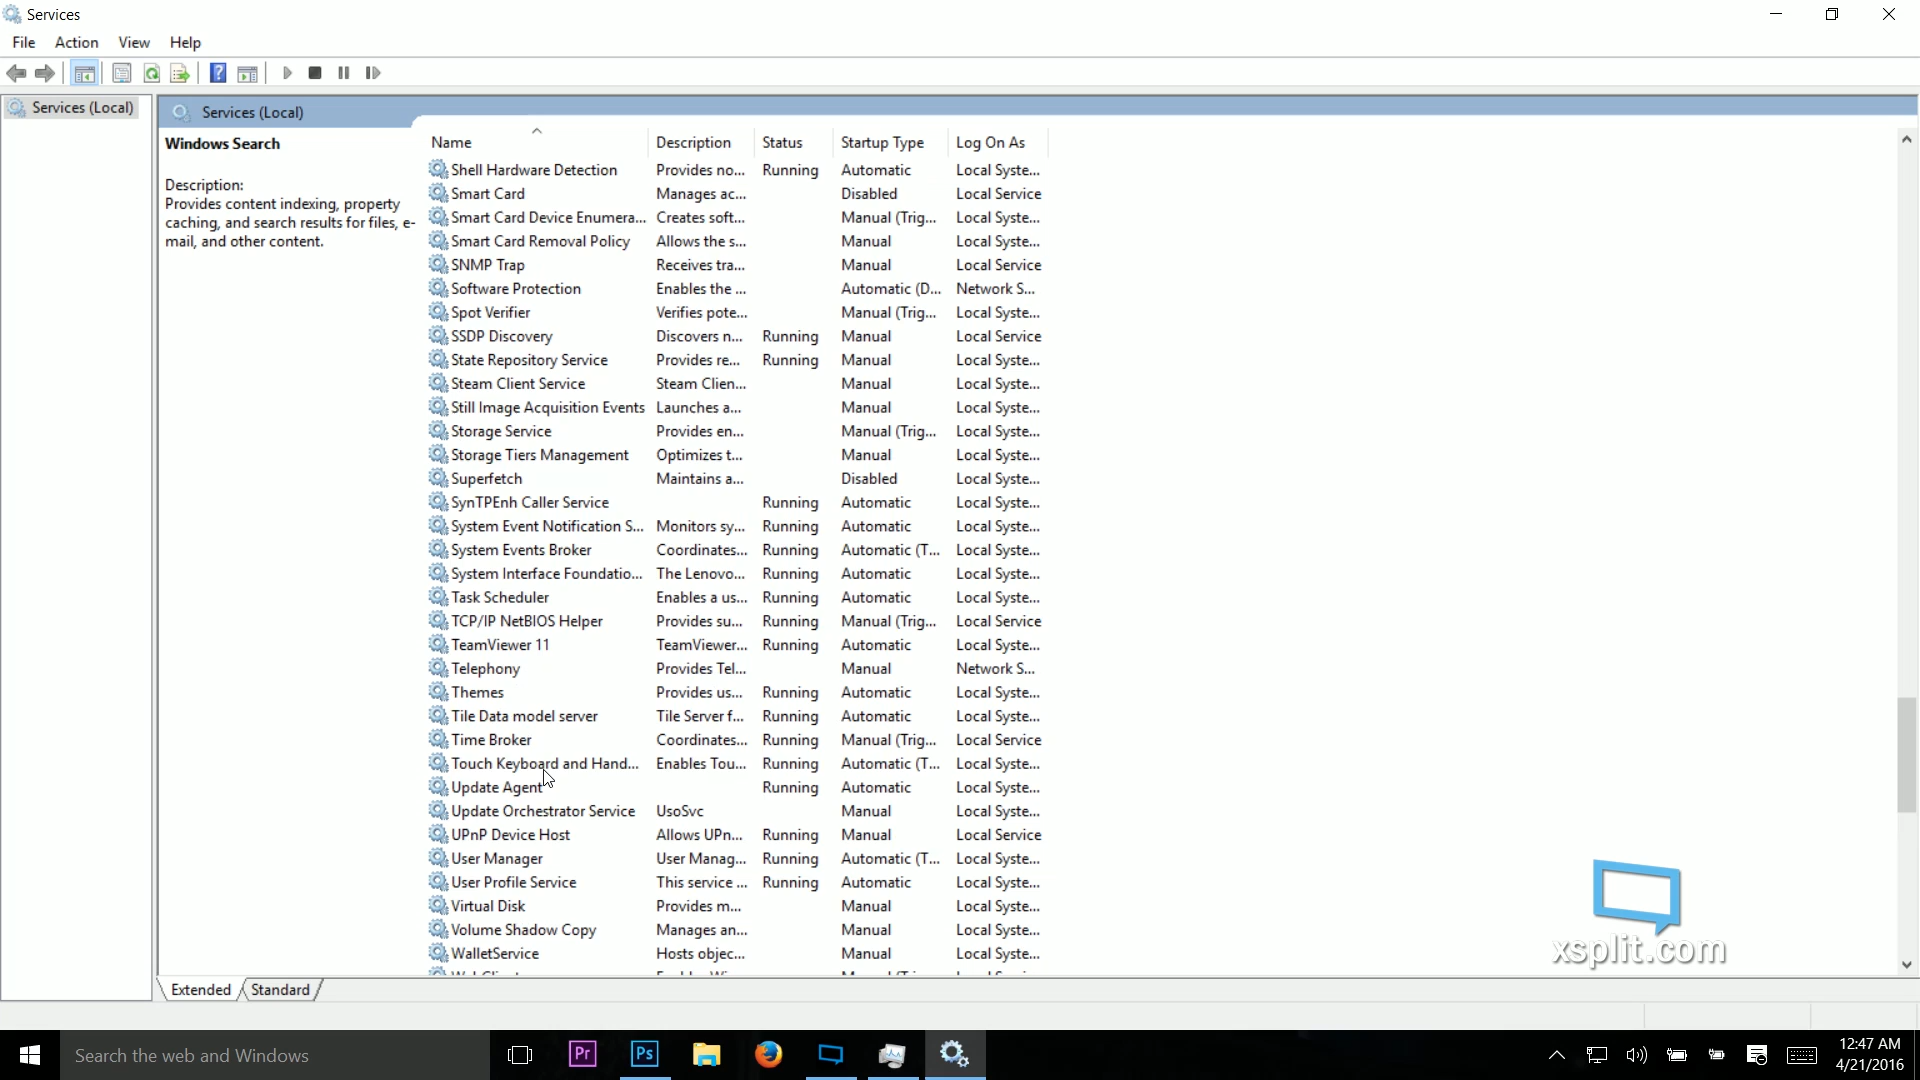 Services
File Action View Help
Services (Local)
Services (Local)
Windows Search
Description:
Provides content indexing, property
caching, and search results for files, e-
mail, and other content.
Name Description Status Startup Type Log On As
Shell Hardware Detection Provides no... Running Automatic Local Syste...
Smart Card Manages ac... Disabled Local Service
Smart Card Device Enumera... Creates soft... Manual (Trig... Local Syste...
Smart Card Removal Policy Allows the s... Manual Local Syste...
SNMP Trap Receives tra... Manual Local Service
Software Protection Enables the ... Automatic (D... Network S...
Spot Verifier Verifies pote... Manual (Trig... Local Syste...
SSDP Discovery Discovers n... Running Manual Local Service
State Repository Service Provides re... Running Manual Local Syste...
Steam Client Service Steam Clien... Manual Local Syste...
Still Image Acquisition Events Launches a... Manual Local Syste...
Storage Service Provides en... Manual (Trig... Local Syste...
Storage Tiers Management Optimizes t... Manual Local Syste...
Superfetch Maintains a... Disabled Local Syste...
SynTPEnh Caller Service Running Automatic Local Syste...
System Event Notification S... Monitors sy... Running Automatic Local Syste...
System Events Broker Coordinates... Running Automatic (T... Local Syste...
System Interface Foundatio... The Lenovo... Running Automatic Local Syste...
Task Scheduler Enables a us... Running Automatic Local Syste...
TCP/IP NetBIOS Helper Provides su... Running Manual (Trig... Local Service
TeamViewer 11 TeamViewer... Running Automatic Local Syste...
Telephony Provides Tel... Manual Network S...
Themes Provides us... Running Automatic Local Syste...
Tile Data model server Tile Server f... Running Automatic Local Syste...
Time Broker Coordinates... Running Manual (Trig... Local Service
Touch Keyboard and Hand... Enables Tou... Running Automatic (T... Local Syste...
Update Agent Running Automatic Local Syste...
Update Orchestrator Service UsoSvc Manual Local Syste...
UPnP Device Host Allows UPn... Running Manual Local Service
User Manager User Manag... Running Automatic (T... Local Syste...
User Profile Service This service ... Running Automatic Local Syste...
Virtual Disk Provides m... Manual Local Syste...
Volume Shadow Copy Manages an... Manual Local Syste...
WalletService Hosts objec... Manual Local Syste...
xsplit.com
Extended Standard
Search the web and Windows
Pr
Ps
12:47 AM
4/21/2016